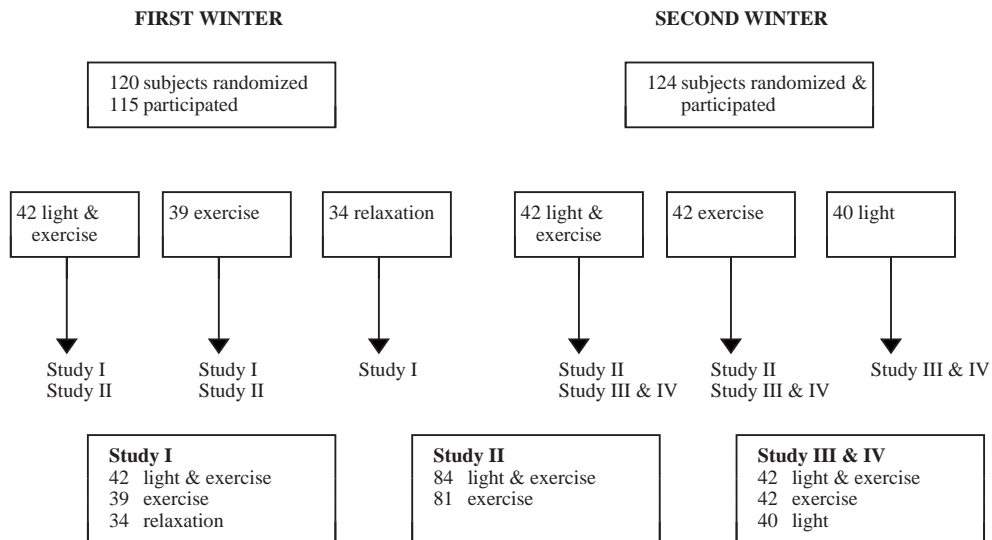 FIRST WINTER
SECOND WINTER
120 subjects randomized
115 participated
124 subjects randomized &
participated
42 light &
exercise
39 exercise
34 relaxation
42 light &
exercise
42 exercise
40 light
Study I
Study II
Study I
Study II
Study I
Study II
Study III & IV
Study II
Study III & IV
Study III & IV
Study I
42 light & exercise
39 exercise
34 relaxation
Study II
84 light & exercise
81 exercise
Study III & IV
42 light & exercise
42 exercise
40 light